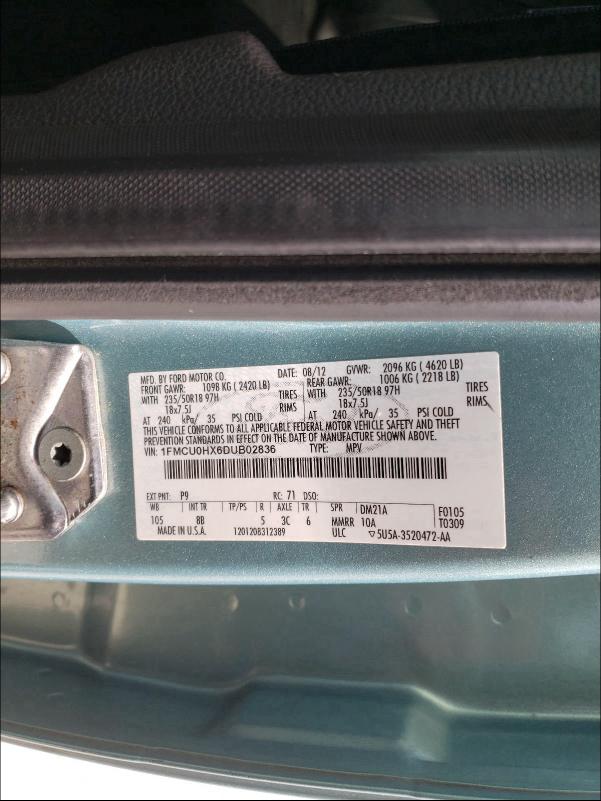 MFD. BY FORD MOTOR CO. DATE: 08/12 GVWR: 2096 KG ( 4620 LB)
FRONT GAWR: 1098 KG ( 2420 LB) REAR GAWR: 1006 KG ( 2218 LB)
WITH 235/50R18 97H TIRES WITH 235/50R18 97H TIRES
18x7.5J RIMS 18x7.5J RIMS
AT 240 kPa/ 35 PSI COLD AT 240 kPa/ 35 PSI COLD
THIS VEHICLE CONFORMS TO ALL APPLICABLE FEDERAL MOTOR VEHICLE SAFETY AND THEFT
PREVENTION STANDARDS IN EFFECT ON THE DATE OF MANUFACTURE SHOWN ABOVE.
VIN: 1FMCU0HX6DUB02836 TYPE: MPV
EXT PNT: P9 RC: 71 DM21A F0105
WB INT TR TP/PS R AXLE TR SPR MMRR 10A T0309
105 8B 5 3C 6 ULC ▽5U5A-3520472-AA
MADE IN U.S.A. 1201208312389